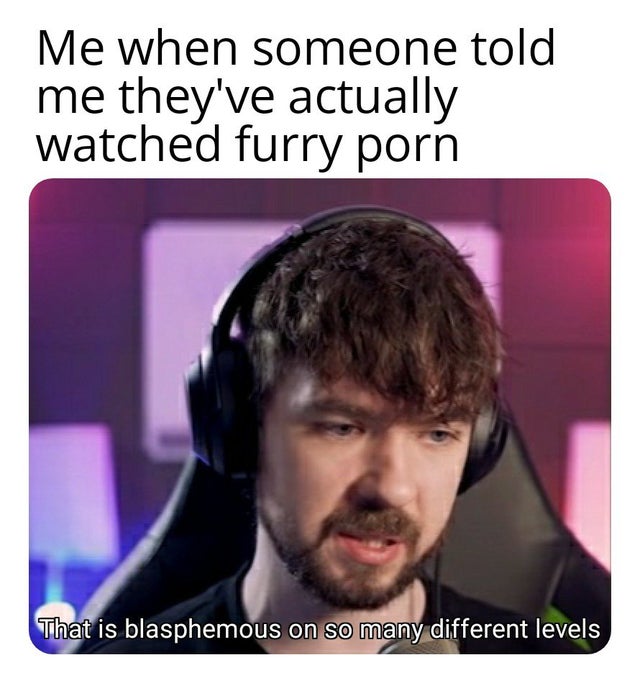 Me when someone told
me they've actually
watched furry porn
That is blasphemous on so many different levels